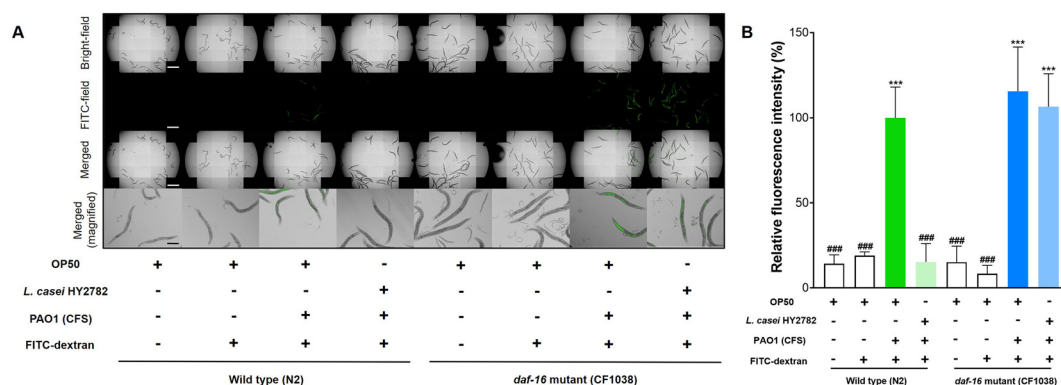 A
Bright-field
FITC-field
Merged
Merged
(magnified)
OP50 + + + - + + + -
L. casei HY2782 - - - + - - - +
PAO1 (CFS) - - + + - - + +
FITC-dextran - + + + - + + +
Wild type (N2) daf-16 mutant (CF1038)
B
Relative fluorescence intensity (%)
150
100
50
0
### ### *** ### ### ### *** ***
OP50 + + + - + + + -
L. casei HY2782 - - - + - - - +
PAO1 (CFS) - - + + - - + +
FITC-dextran - + + + - + + +
Wild type (N2) daf-16 mutant (CF1038)